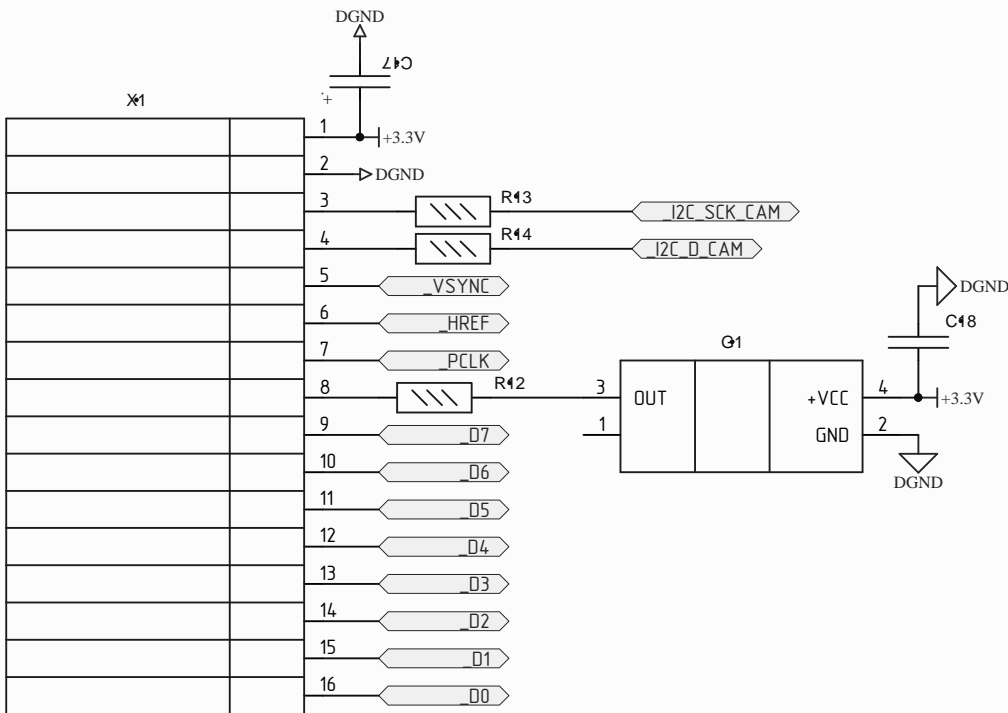 DGND
C17
X1
+
1 +3.3V
2 DGND
3 R13 _I2C_SCK_CAM
4 R14 _I2C_D_CAM
5 _VSYNC
6 _HREF
7 _PCLK
8 R12
9 _D7
10 _D6
11 _D5
12 _D4
13 _D3
14 _D2
15 _D1
16 _D0
G1
3 OUT
1
+VCC 4 +3.3V
GND 2
DGND
C18
DGND